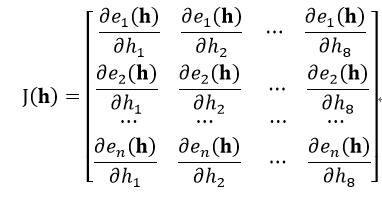 J(𝐡) = [ ∂e₁(𝐡)/∂h₁ ∂e₁(𝐡)/∂h₂ ⋯ ∂e₁(𝐡)/∂h₈
∂e₂(𝐡)/∂h₁ ∂e₂(𝐡)/∂h₂ ⋯ ∂e₂(𝐡)/∂h₈
⋯ ⋯ ⋯ ⋯
∂eₙ(𝐡)/∂h₁ ∂eₙ(𝐡)/∂h₂ ⋯ ∂eₙ(𝐡)/∂h₈ ]